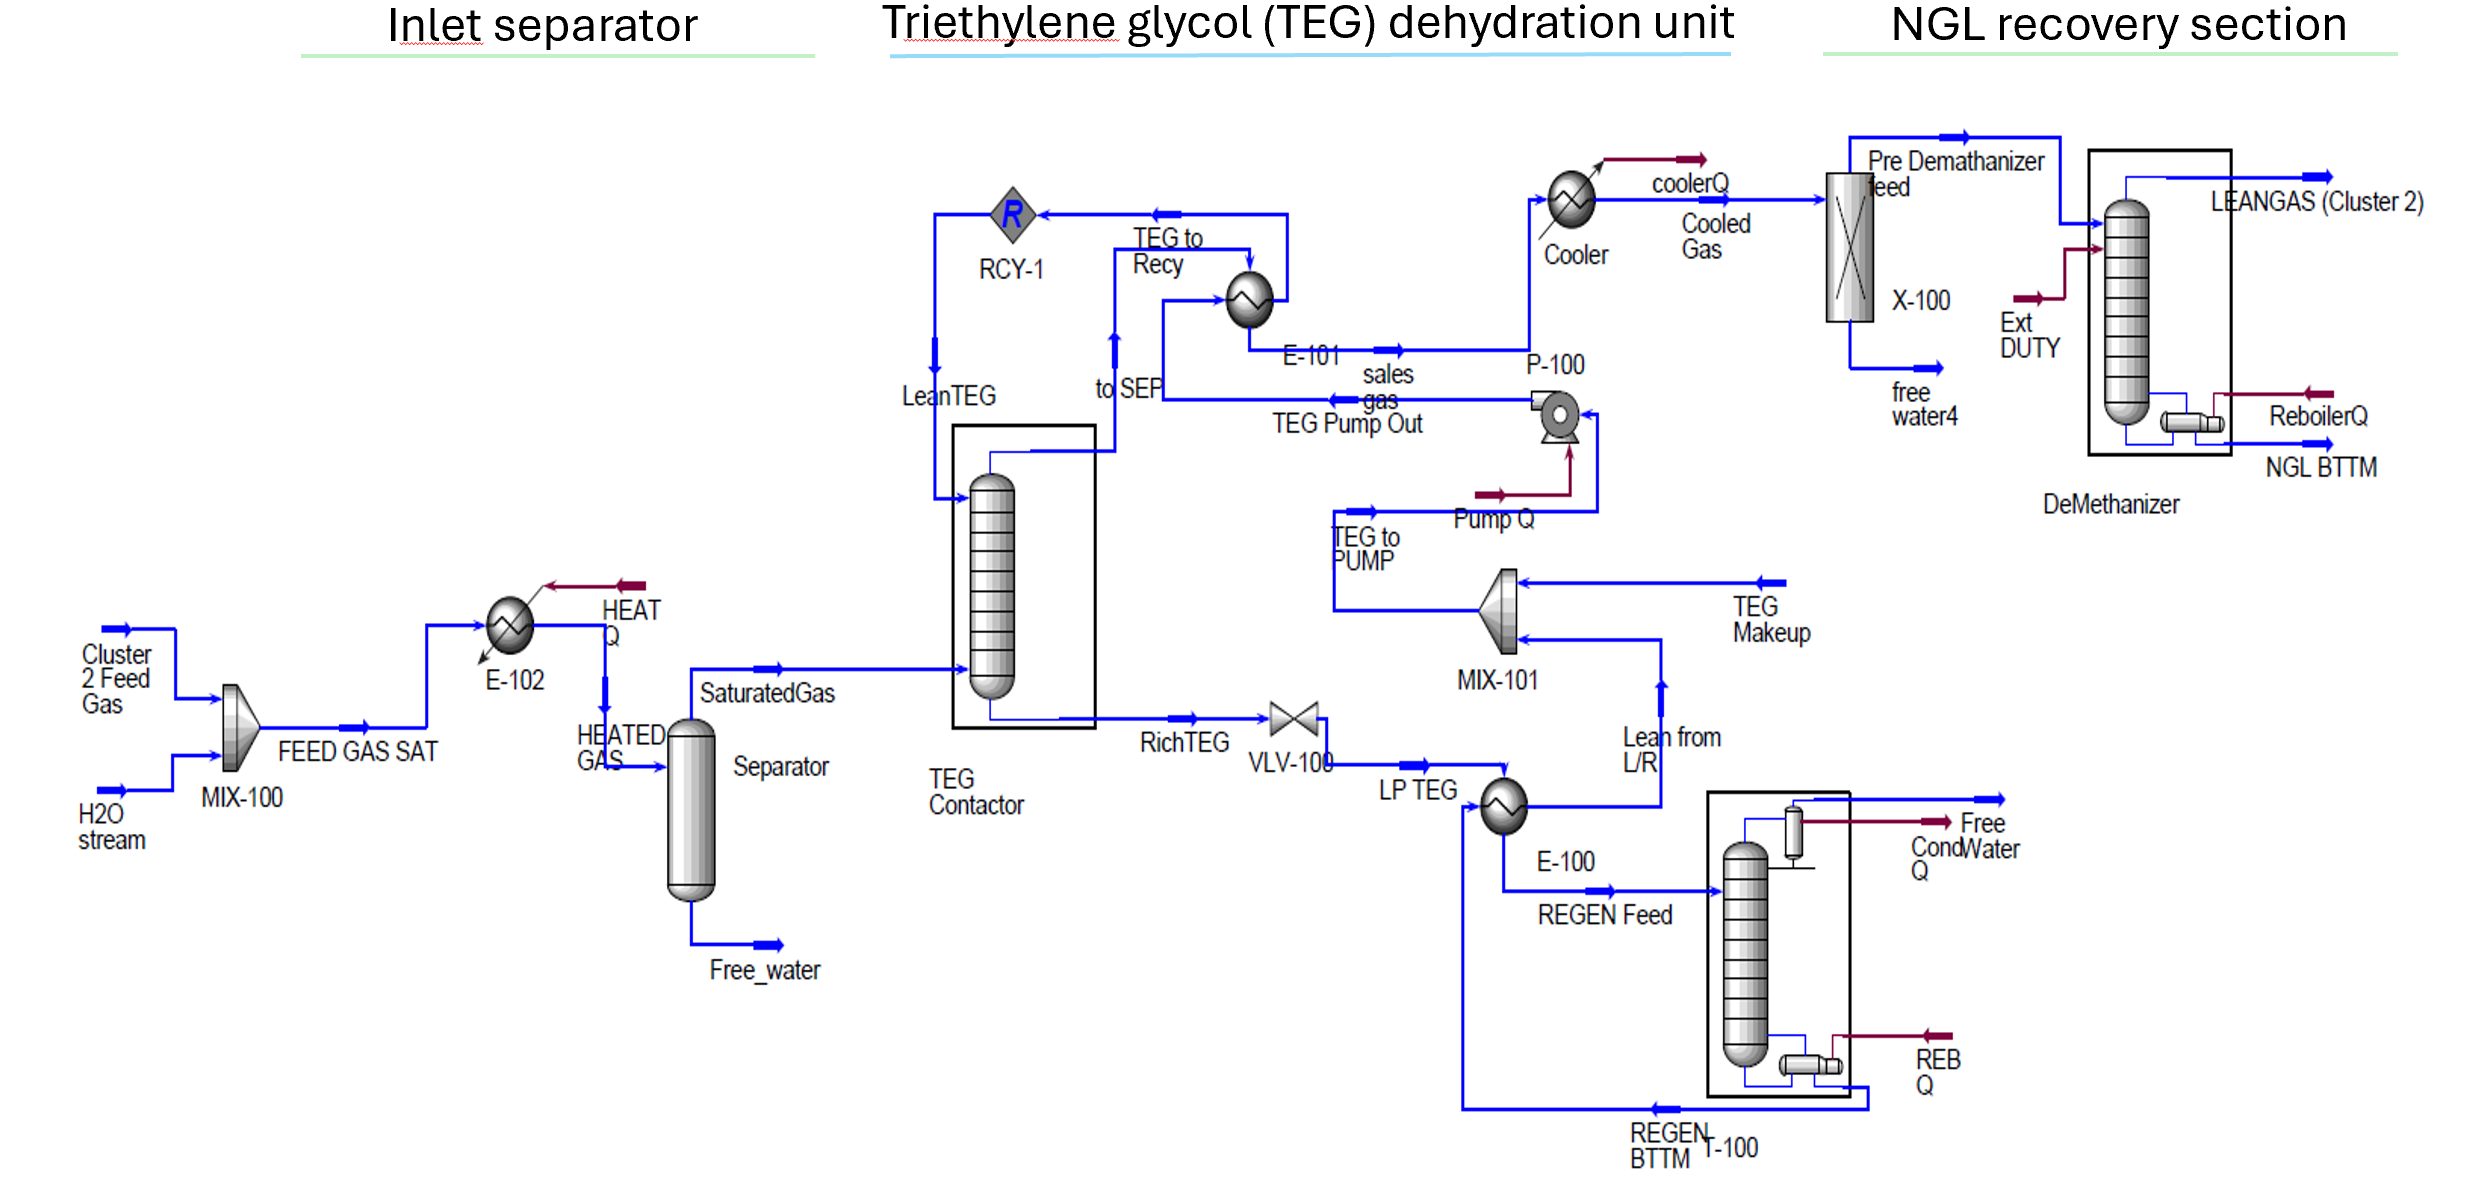 Inlet separator
Triethylene glycol (TEG) dehydration unit
NGL recovery section
Cluster
2 Feed
Gas
H2O
stream
MIX-100
FEED GAS SAT
E-102
HEAT
Q
HEATED
GAS
Separator
SaturatedGas
Free_water
R
RCY-1
LeanTEG
TEG to
Recy
to SEP
TEG
Contactor
RichTEG
VLV-100
LP TEG
E-101
sales
gas
TEG Pump Out
P-100
Pump Q
TEG to
PUMP
MIX-101
TEG
Makeup
Lean from
L/R
E-100
REGEN Feed
Free
Water
Cond
Q
REB
Q
REGEN
BTTM
T-100
Cooler
coolerQ
Cooled
Gas
X-100
Pre Demathanizer
feed
free
water4
Ext
DUTY
LEANGAS (Cluster 2)
ReboilerQ
NGL BTTM
DeMethanizer